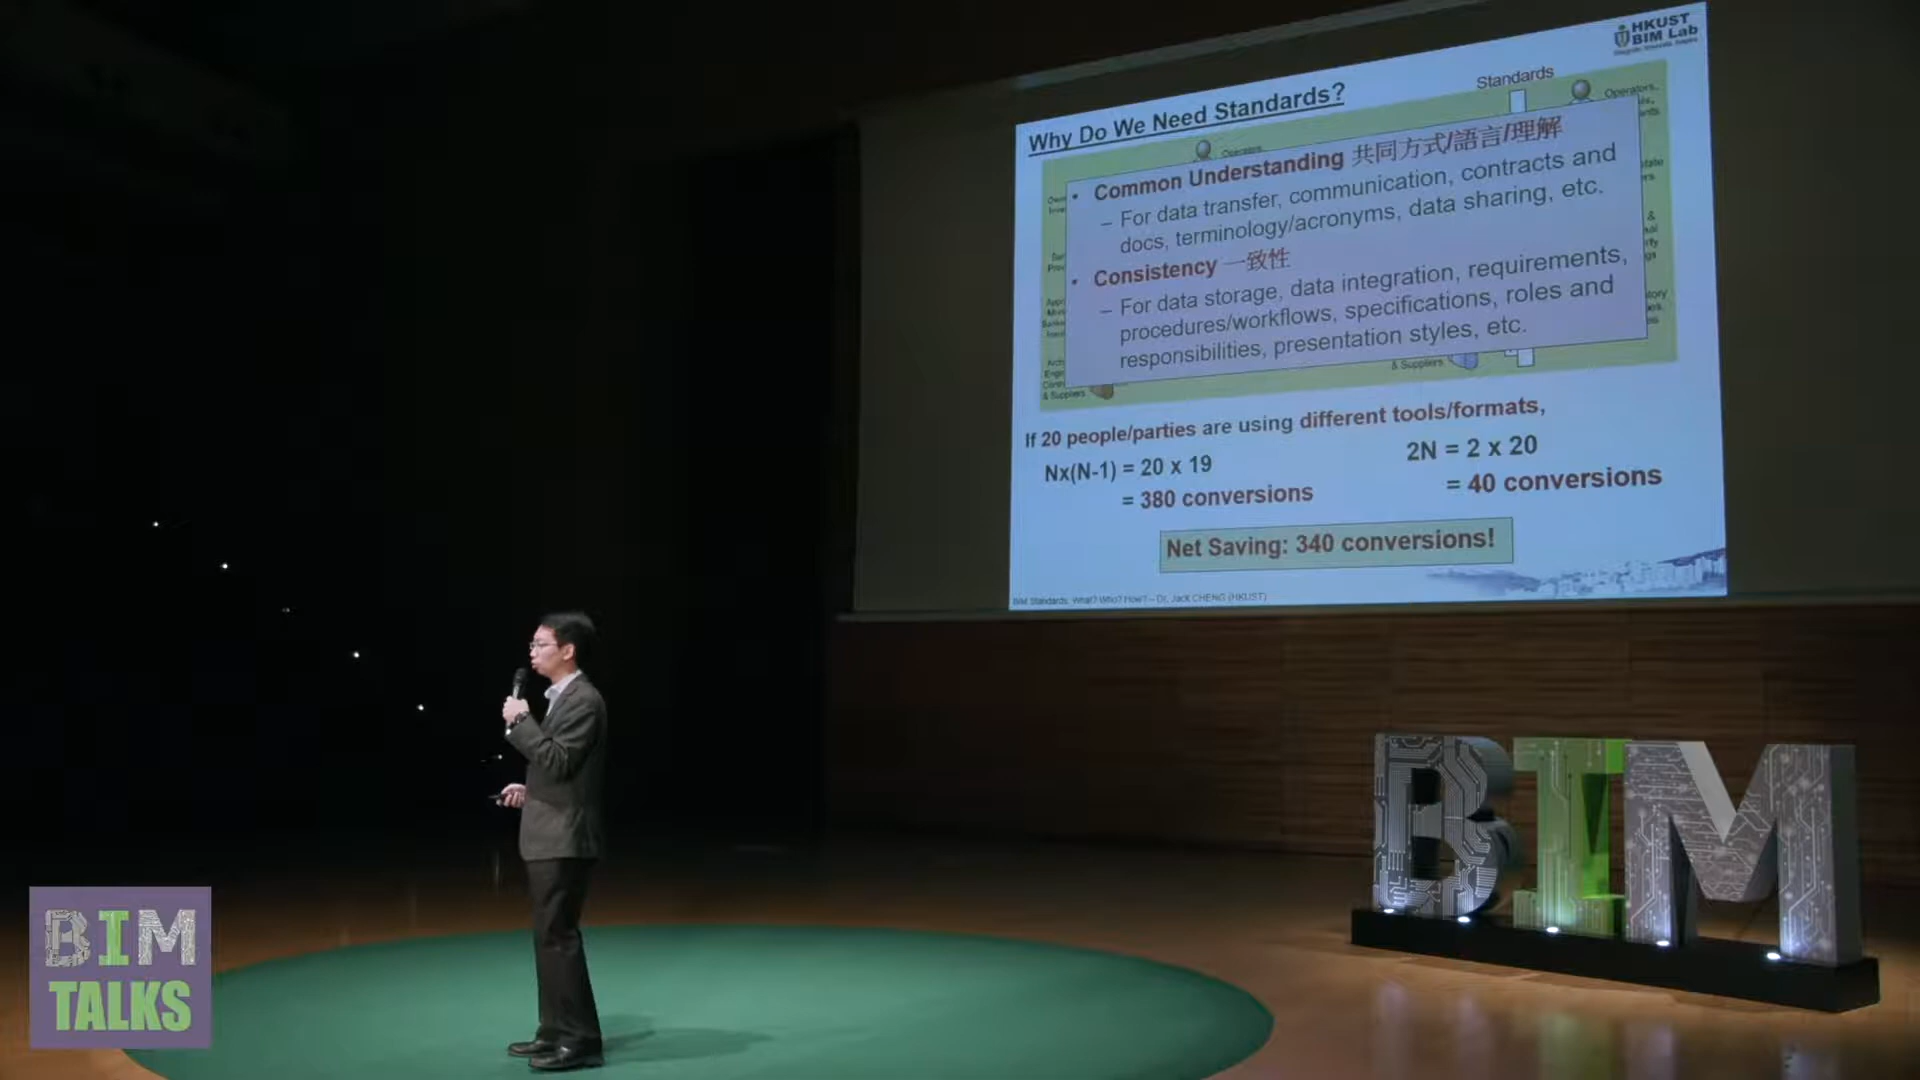 HKUST
BIM Lab
Why Do We Need Standards?
Standards
Operators,
• Common Understanding 共同方式/語言/理解
– For data transfer, communication, contracts and
docs, terminology/acronyms, data sharing, etc.
• Consistency 一致性
– For data storage, data integration, requirements,
procedures/workflows, specifications, roles and
responsibilities, presentation styles, etc.
& Suppliers
& Suppliers
If 20 people/parties are using different tools/formats,
Nx(N-1) = 20 x 19
= 380 conversions
2N = 2 x 20
= 40 conversions
Net Saving: 340 conversions!
BIM Standards: What? Who? How? – Dr. Jack CHENG (HKUST)
BIM
BIM
TALKS